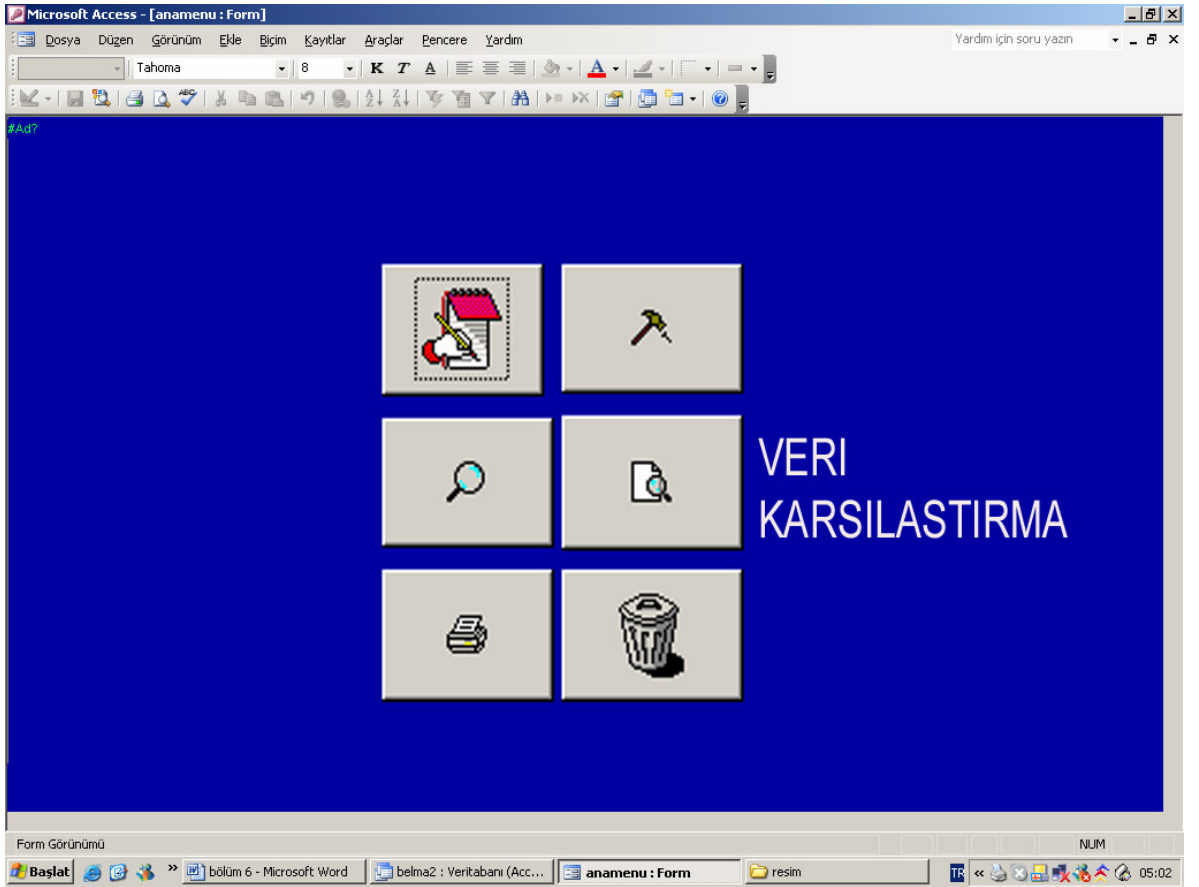 Microsoft Access - [anamenu : Form]
Dosya Düzen Görünüm Ekle Biçim Kayıtlar Araçlar Pencere Yardım Yardım için soru yazın
Tahoma 8 K T A A
#Ad?
VERI
KARSILASTIRMA
Form Görünümü NUM
Başlat » bölüm 6 - Microsoft Word belma2 : Veritabanı (Acc... anamenu : Form resim TR « 05:02